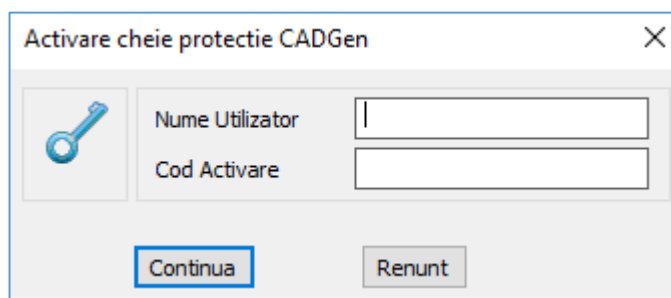 Activare cheie protectie CADGen
Nume Utilizator
Cod Activare
Continua Renunt